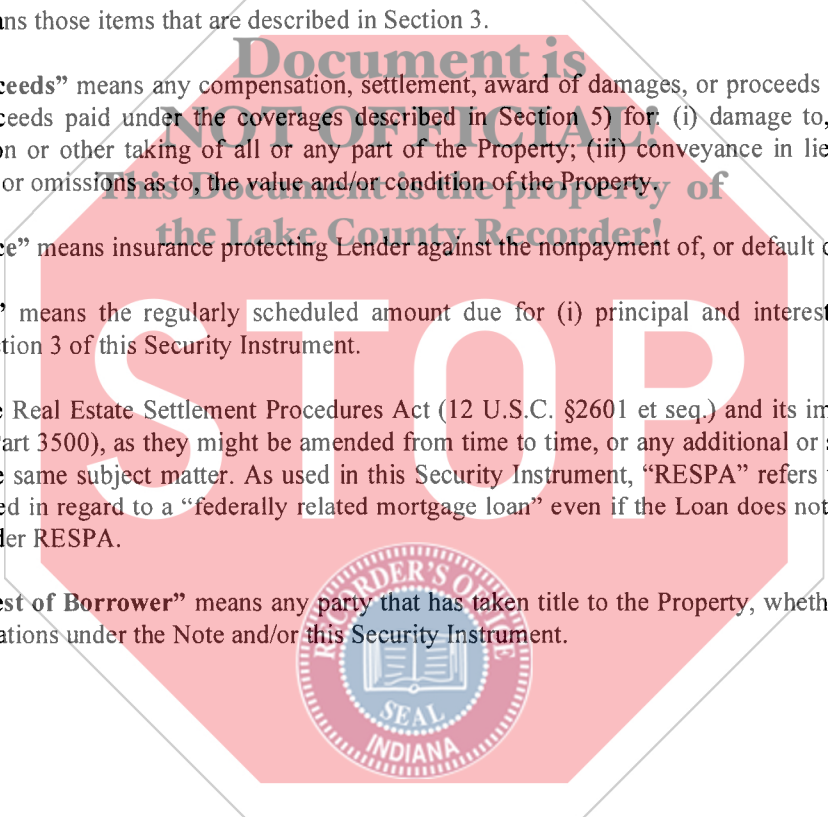 ns those items that are described in Section 3.
Document is
ceeds” means any compensation, settlement, award of damages, or proceeds
NOT OFFICIAL!
ceeds paid under the coverages described in Section 5) for: (i) damage to,
on or other taking of all or any part of the Property; (iii) conveyance in lie
or omissions as to, the value and/or condition of the Property.
This Document is the property of
the Lake County Recorder!
ce” means insurance protecting Lender against the nonpayment of, or default
” means the regularly scheduled amount due for (i) principal and interest
tion 3 of this Security Instrument.
STOP
Real Estate Settlement Procedures Act (12 U.S.C. §2601 et seq.) and its im
Part 3500), as they might be amended from time to time, or any additional or
e same subject matter. As used in this Security Instrument, “RESPA” refers
ed in regard to a “federally related mortgage loan” even if the Loan does not
der RESPA.
est of Borrower” means any party that has taken title to the Property, wheth
ations under the Note and/or this Security Instrument.
RECORDER'S OFFICE
SEAL
INDIANA